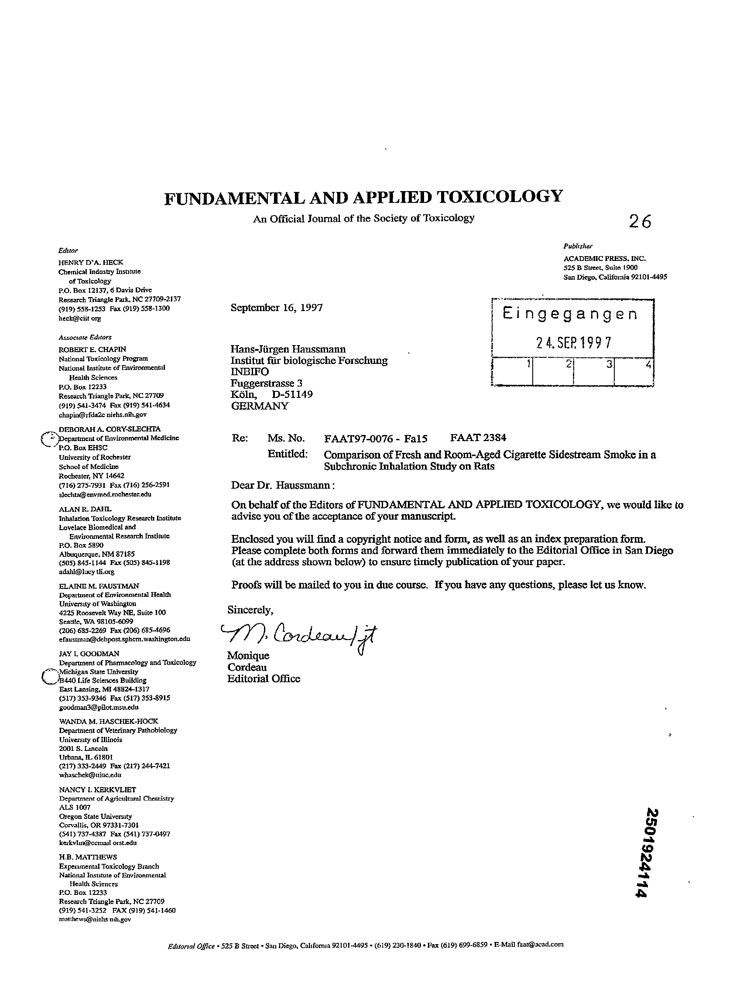 FUNDAMENTAL AND APPLIED TOXICOLOGY
An Official Journal of the Society of Toxicology
26
Editor
HENRY D'A. HECK
Chemical Industry Institute
of Toxicology
P.O. Box 12137, 6 Davis Drive
Research Triangle Park, NC 27709-2137
(919) 558-1253 Fax (919) 558-1300
heck@ciit org
Associate Editors
ROBERT E. CHAPIN
National Toxicology Program
National Institute of Environmental
Health Sciences
P.O. Box 12233
Research Triangle Park, NC 27709
(919) 541-3474 Fax (919) 541-4634
chapin@rfda2c niehs.nih.gov
DEBORAH A. CORY-SLECHTA
Department of Environmental Medicine
P.O. Box EHSC
University of Rochester
School of Medicine
Rochester, NY 14642
(716) 275-7931 Fax (716) 256-2591
slechta@envmed.rochester.edu
ALAN R. DAHL
Inhalation Toxicology Research Institute
Lovelace Biomedical and
Environmental Research Institute
P.O. Box 5890
Albuquerque, NM 87185
(505) 845-1144 Fax (505) 845-1198
adahl@lucy tli.org
ELAINE M. FAUSTMAN
Department of Environmental Health
University of Washington
4225 Roosevelt Way NE, Suite 100
Seattle, WA 98105-6099
(206) 685-2269 Fax (206) 685-4696
efaustman@dehpost.sphcm.washington.edu
JAY I. GOODMAN
Department of Pharmacology and Toxicology
Michigan State University
B440 Life Sciences Building
East Lansing, MI 48824-1317
(517) 353-9346 Fax (517) 353-8915
goodman3@pilot.msu.edu
WANDA M. HASCHEK-HOCK
Department of Veterinary Pathobiology
University of Illinois
2001 S. Lincoln
Urbana, IL 61801
(217) 333-2449 Fax (217) 244-7421
whaschek@uiuc.edu
NANCY I. KERKVLIET
Department of Agricultural Chemistry
ALS 1007
Oregon State University
Corvallis, OR 97331-7301
(541) 737-4387 Fax (541) 737-0497
kerkvlin@ccmail orst.edu
H.B. MATTHEWS
Experimental Toxicology Branch
National Institute of Environmental
Health Sciences
P.O. Box 12233
Research Triangle Park, NC 27709
(919) 541-3252 FAX (919) 541-1460
matthews@niehs nih.gov
Publisher
ACADEMIC PRESS, INC.
525 B Street, Suite 1900
San Diego, California 92101-4495
September 16, 1997
Eingegangen
24. SEP. 1997
1 2 3 4
Hans-Jürgen Haussmann
Institut für biologische Forschung
INBIFO
Fuggerstrasse 3
Köln, D-51149
GERMANY
Re: Ms. No. FAAT97-0076 - Fa15 FAAT 2384
Entitled: Comparison of Fresh and Room-Aged Cigarette Sidestream Smoke in a
Subchronic Inhalation Study on Rats
Dear Dr. Haussmann :
On behalf of the Editors of FUNDAMENTAL AND APPLIED TOXICOLOGY, we would like to
advise you of the acceptance of your manuscript.
Enclosed you will find a copyright notice and form, as well as an index preparation form.
Please complete both forms and forward them immediately to the Editorial Office in San Diego
(at the address shown below) to ensure timely publication of your paper.
Proofs will be mailed to you in due course. If you have any questions, please let us know.
Sincerely,
M. Cordeau/jt
Monique
Cordeau
Editorial Office
2501924114
Editorial Office • 525 B Street • San Diego, California 92101-4495 • (619) 230-1840 • Fax (619) 699-6859 • E-Mail faat@acad.com